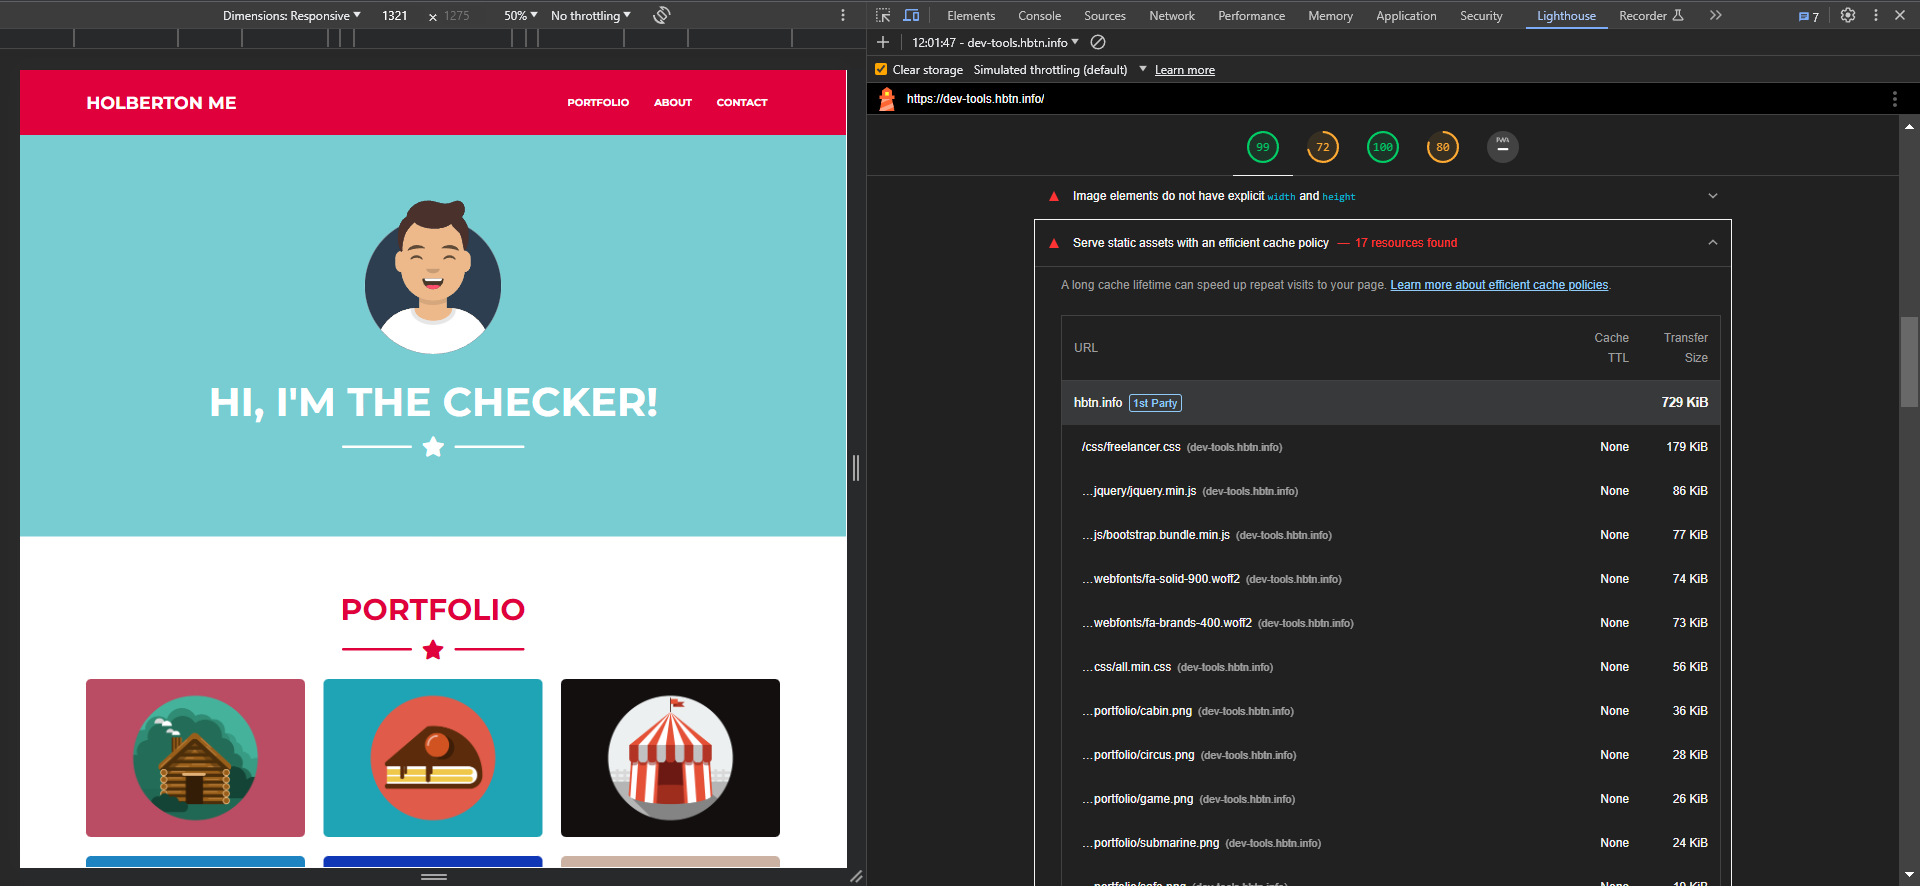 Dimensions: Responsive 1321 × 1275 50% No throttling
Elements Console Sources Network Performance Memory Application Security Lighthouse Recorder 7
12:01:47 - dev-tools.hbtn.info
Clear storage Simulated throttling (default) Learn more
https://dev-tools.hbtn.info/
HOLBERTON ME PORTFOLIO ABOUT CONTACT
HI, I'M THE CHECKER!
PORTFOLIO
99 72 100 80 PWA
Image elements do not have explicit width and height
Serve static assets with an efficient cache policy — 17 resources found
A long cache lifetime can speed up repeat visits to your page. Learn more about efficient cache policies.
URL Cache TTL Transfer Size
hbtn.info 1st Party 729 KiB
/css/freelancer.css (dev-tools.hbtn.info) None 179 KiB
…jquery/jquery.min.js (dev-tools.hbtn.info) None 86 KiB
…js/bootstrap.bundle.min.js (dev-tools.hbtn.info) None 77 KiB
…webfonts/fa-solid-900.woff2 (dev-tools.hbtn.info) None 74 KiB
…webfonts/fa-brands-400.woff2 (dev-tools.hbtn.info) None 73 KiB
…css/all.min.css (dev-tools.hbtn.info) None 56 KiB
…portfolio/cabin.png (dev-tools.hbtn.info) None 36 KiB
…portfolio/circus.png (dev-tools.hbtn.info) None 28 KiB
…portfolio/game.png (dev-tools.hbtn.info) None 26 KiB
…portfolio/submarine.png (dev-tools.hbtn.info) None 24 KiB